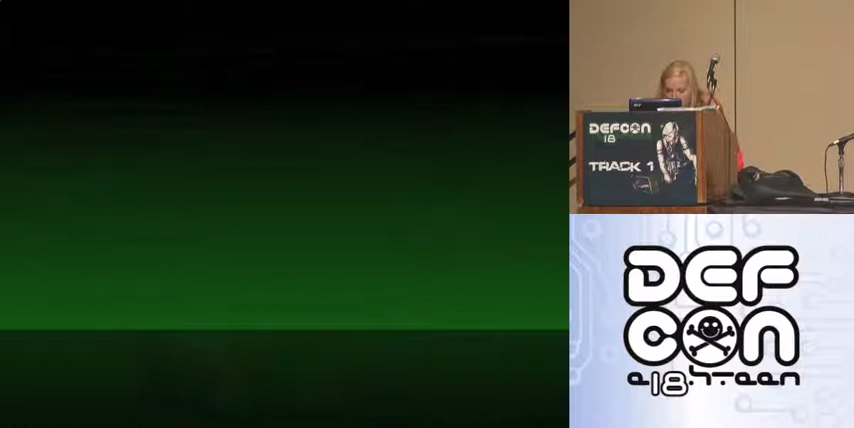 DEFCON
18
TRACK 1
DEF
CON
e18hteen